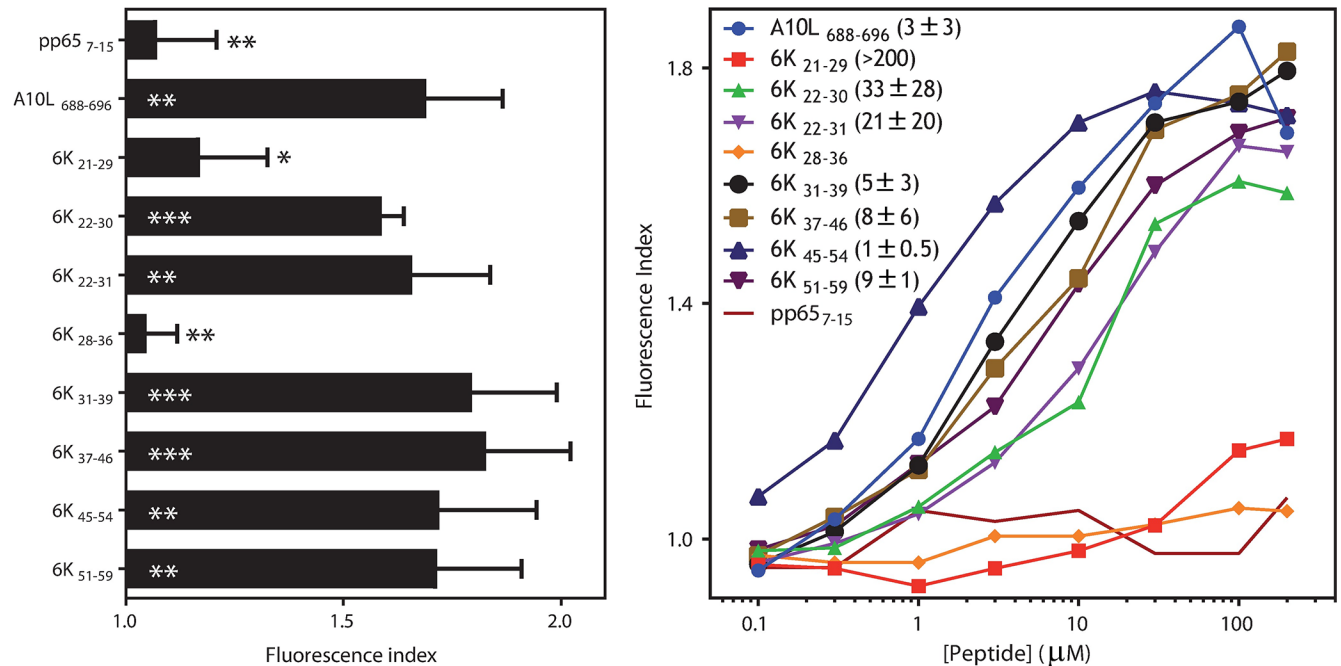 pp65 7-15 **
A10L 688-696 **
6K 21-29 *
6K 22-30 ***
6K 22-31 **
6K 28-36 **
6K 31-39 ***
6K 37-46 ***
6K 45-54 **
6K 51-59 **
1.0 1.5 2.0
Fluorescence index
A10L 688-696 (3±3)
6K 21-29 (>200)
6K 22-30 (33±28)
6K 22-31 (21±20)
6K 28-36
6K 31-39 (5±3)
6K 37-46 (8±6)
6K 45-54 (1±0.5)
6K 51-59 (9±1)
pp65 7-15
Fluorescence Index
1.8
1.4
1.0
0.1 1 10 100
[Peptide] (μM)